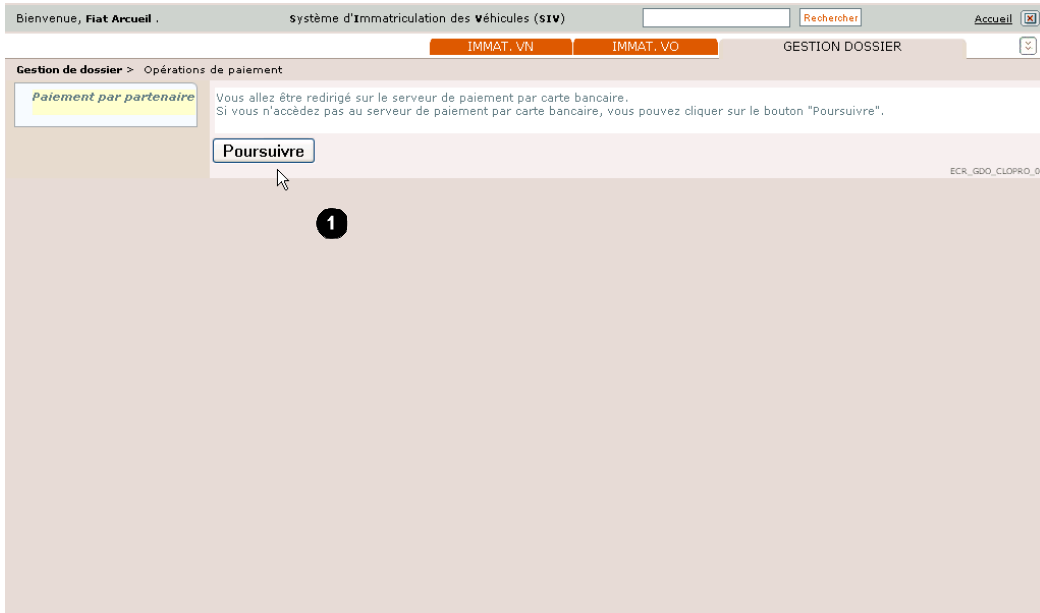 Bienvenue, Fiat Arcueil .
Système d'Immatriculation des Véhicules (SIV)
Rechercher
Accueil
IMMAT. VN
IMMAT. VO
GESTION DOSSIER
Gestion de dossier > Opérations de paiement
Paiement par partenaire
Vous allez être redirigé sur le serveur de paiement par carte bancaire.
Si vous n'accèdez pas au serveur de paiement par carte bancaire, vous pouvez cliquer sur le bouton "Poursuivre".
Poursuivre
ECR_GDO_CLOPRO_0
1